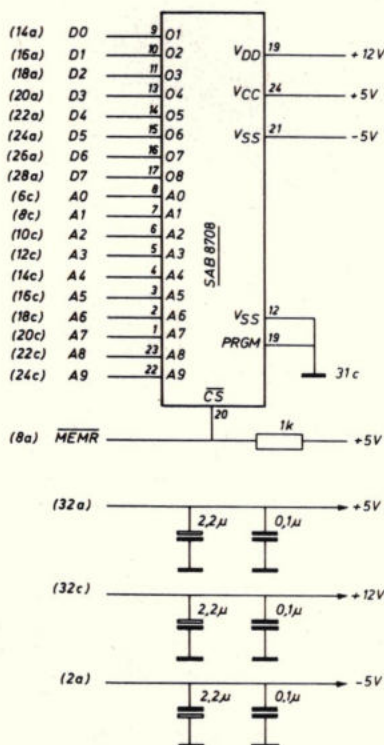 (14a) D0 9 O1
(16a) D1 10 O2
(18a) D2 11 O3
(20a) D3 13 O4
(22a) D4 14 O5
(24a) D5 15 O6
(26a) D6 16 O7
(28a) D7 17 O8
(6c) A0 8 A0
(8c) A1 7 A1
(10c) A2 6 A2
(12c) A3 5 A3
(14c) A4 4 A4
(16c) A5 3 A5
(18c) A6 2 A6
(20c) A7 1 A7
(22c) A8 23 A8
(24c) A9 22 A9
SAB 8708
VDD 19 +12V
VCC 24 +5V
VSS 21 -5V
VSS 12
PRGM 19
31c
CS
20
(8a) MEMR 1k +5V
(32a) +5V
2,2µ 0,1µ
(32c) +12V
2,2µ 0,1µ
(2a) -5V
2,2µ 0,1µ